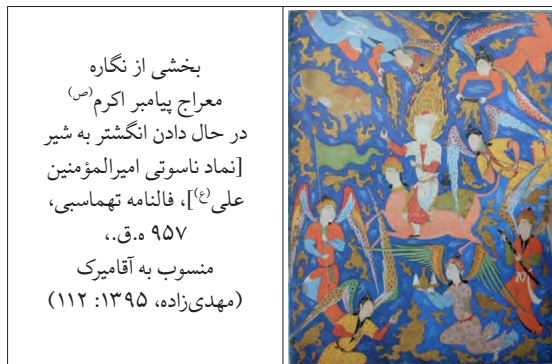 بخشی از نگاره
معراج پیامبر اکرم(ص)
در حال دادن انگشتر به شیر
[نماد ناسوتی امیرالمؤمنین
علی(ع)]، فالنامه تهماسبی،
۹۵۷ ه‍.ق.،
منسوب به آقامیرک
(مهدی‌زاده، ۱۳۹۵: ۱۱۲)